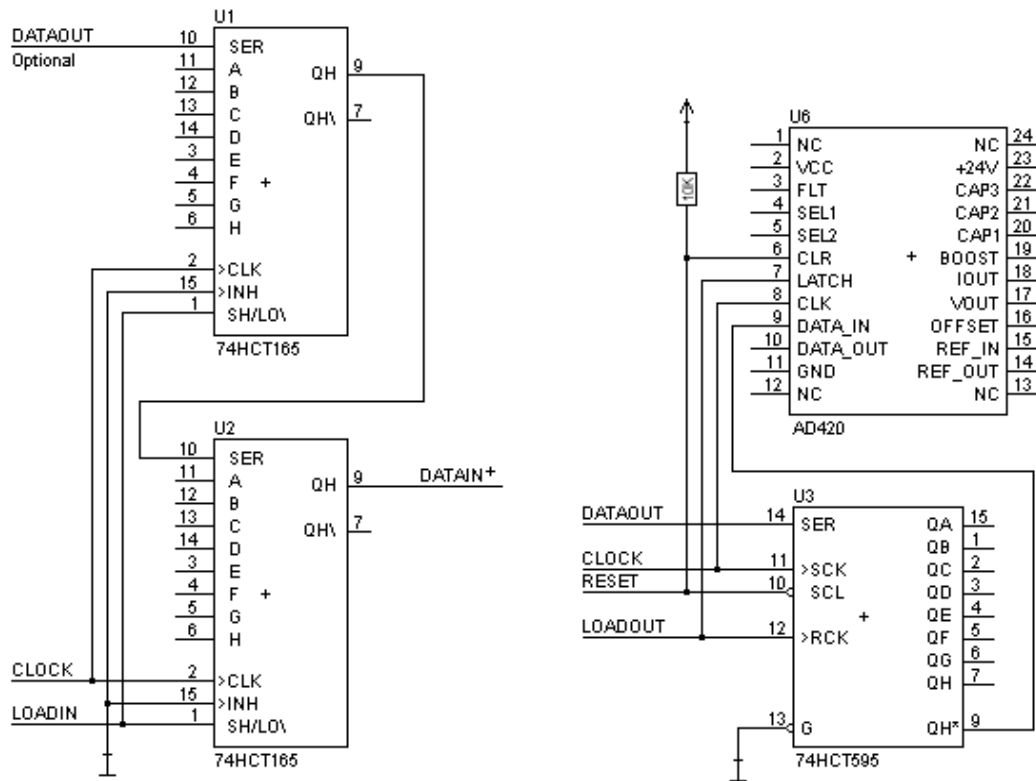 U1
DATAOUT
Optional
10 SER
11 A
12 B
13 C
14 D
3 E
4 F +
5 G
6 H
2 >CLK
15 >INH
1 SH/LO\
QH 9
QH\ 7
74HCT165
U2
10 SER
11 A
12 B
13 C
14 D
3 E
4 F +
5 G
6 H
2 >CLK
15 >INH
1 SH/LO\
QH 9
QH\ 7
DATAIN+
CLOCK
LOADIN
74HCT165
10K
U6
1 NC
2 VCC
3 FLT
4 SEL1
5 SEL2
6 CLR
7 LATCH
8 CLK
9 DATA_IN
10 DATA_OUT
11 GND
12 NC
+
NC 24
+24V 23
CAP3 22
CAP2 21
CAP1 20
BOOST 19
IOUT 18
VOUT 17
OFFSET 16
REF_IN 15
REF_OUT 14
NC 13
AD420
U3
DATAOUT
CLOCK
RESET
LOADOUT
14 SER
11 >SCK
10 SCL
12 >RCK
13 G
+
QA 15
QB 1
QC 2
QD 3
QE 4
QF 5
QG 6
QH 7
QH* 9
74HCT595